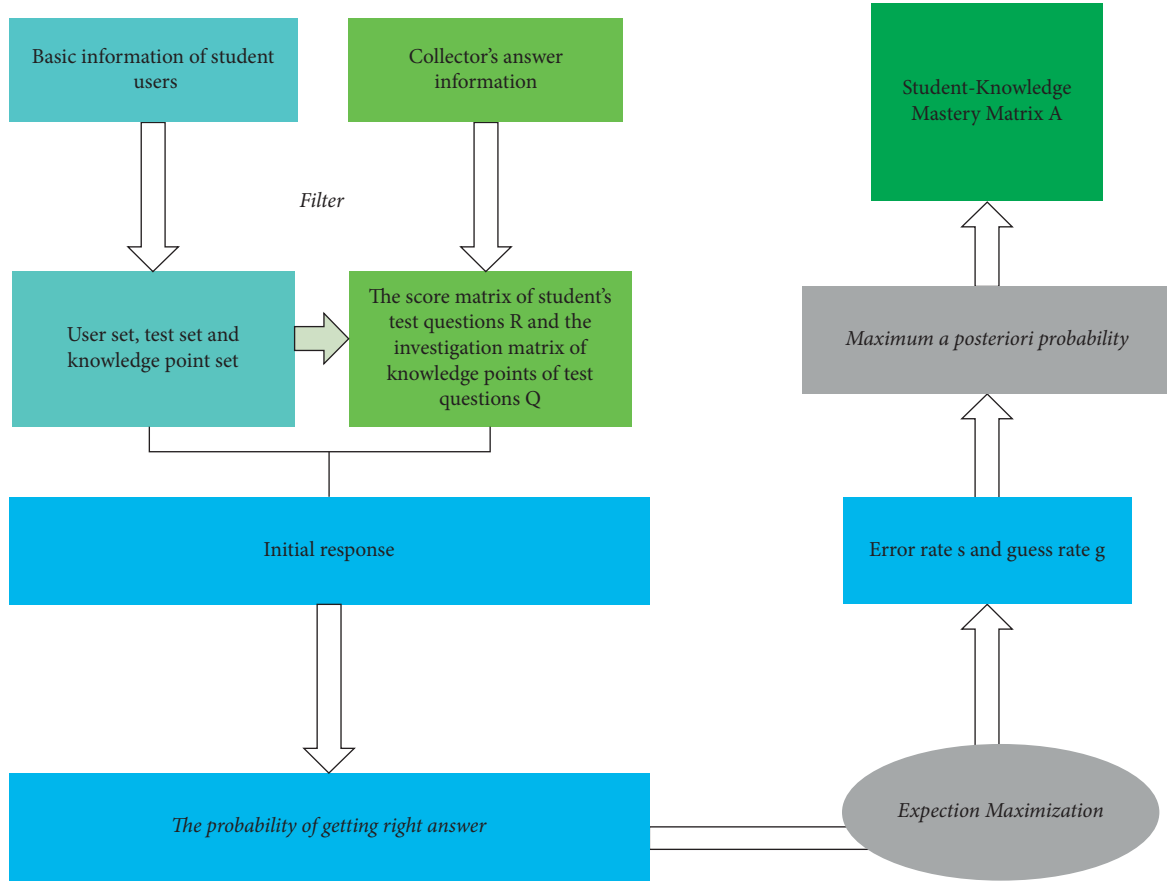 Basic information of student
users
Collector's answer
information
Student-Knowledge
Mastery Matrix A
Filter
User set, test set and
knowledge point set
The score matrix of student's
test questions R and the
investigation matrix of
knowledge points of test
questions Q
Maximum a posteriori probability
Initial response
Error rate s and guess rate g
The probability of getting right answer
Expection Maximization